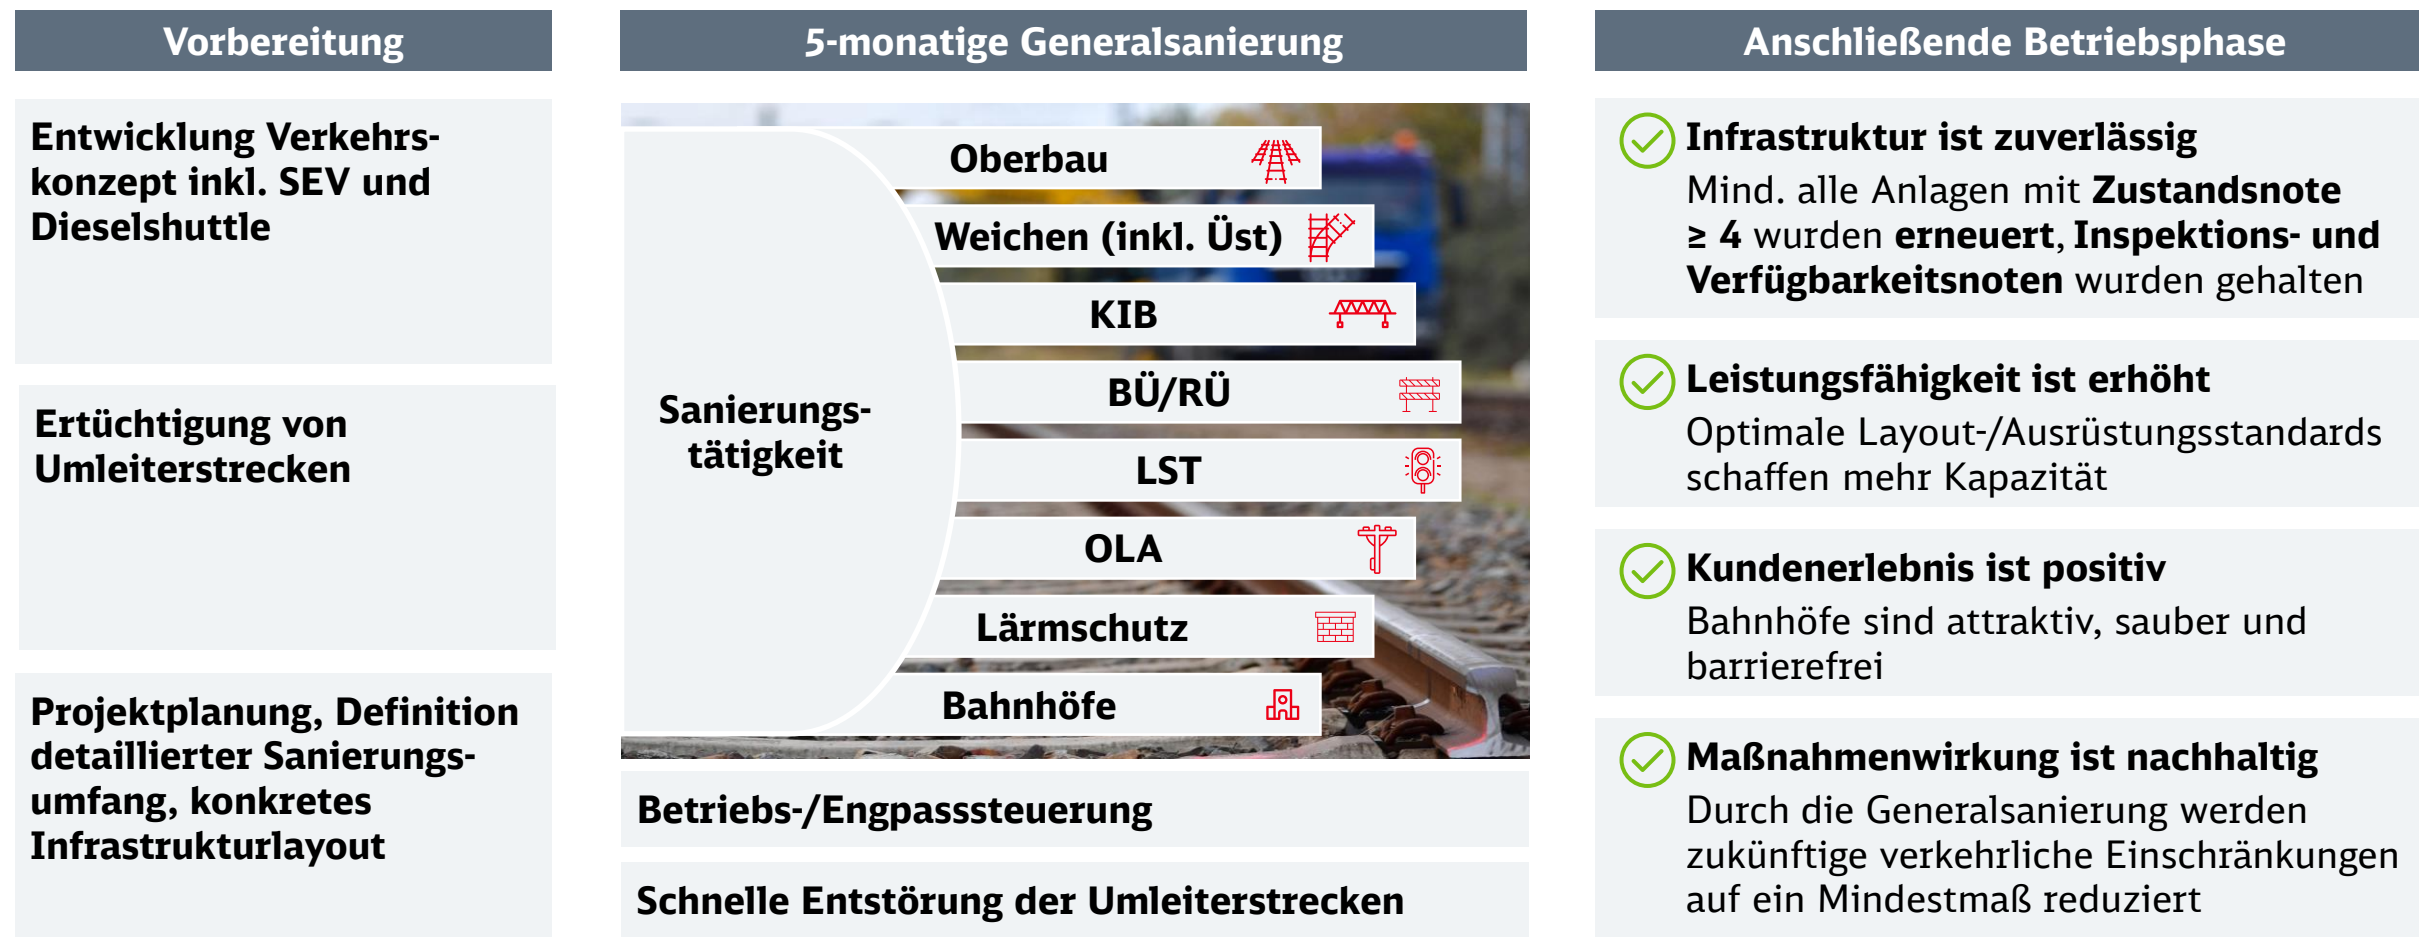 Vorbereitung
Entwicklung Verkehrs-
konzept inkl. SEV und
Dieselshuttle
Ertüchtigung von
Umleiterstrecken
Projektplanung, Definition
detaillierter Sanierungs-
umfang, konkretes
Infrastrukturlayout
5-monatige Generalsanierung
Sanierungs-
tätigkeit
Oberbau
Weichen (inkl. Üst)
KIB
BÜ/RÜ
LST
OLA
Lärmschutz
Bahnhöfe
Betriebs-/Engpasssteuerung
Schnelle Entstörung der Umleiterstrecken
Anschließende Betriebsphase
Infrastruktur ist zuverlässig
Mind. alle Anlagen mit Zustandsnote
≥ 4 wurden erneuert, Inspektions- und
Verfügbarkeitsnoten wurden gehalten
Leistungsfähigkeit ist erhöht
Optimale Layout-/Ausrüstungsstandards
schaffen mehr Kapazität
Kundenerlebnis ist positiv
Bahnhöfe sind attraktiv, sauber und
barrierefrei
Maßnahmenwirkung ist nachhaltig
Durch die Generalsanierung werden
zukünftige verkehrliche Einschränkungen
auf ein Mindestmaß reduziert